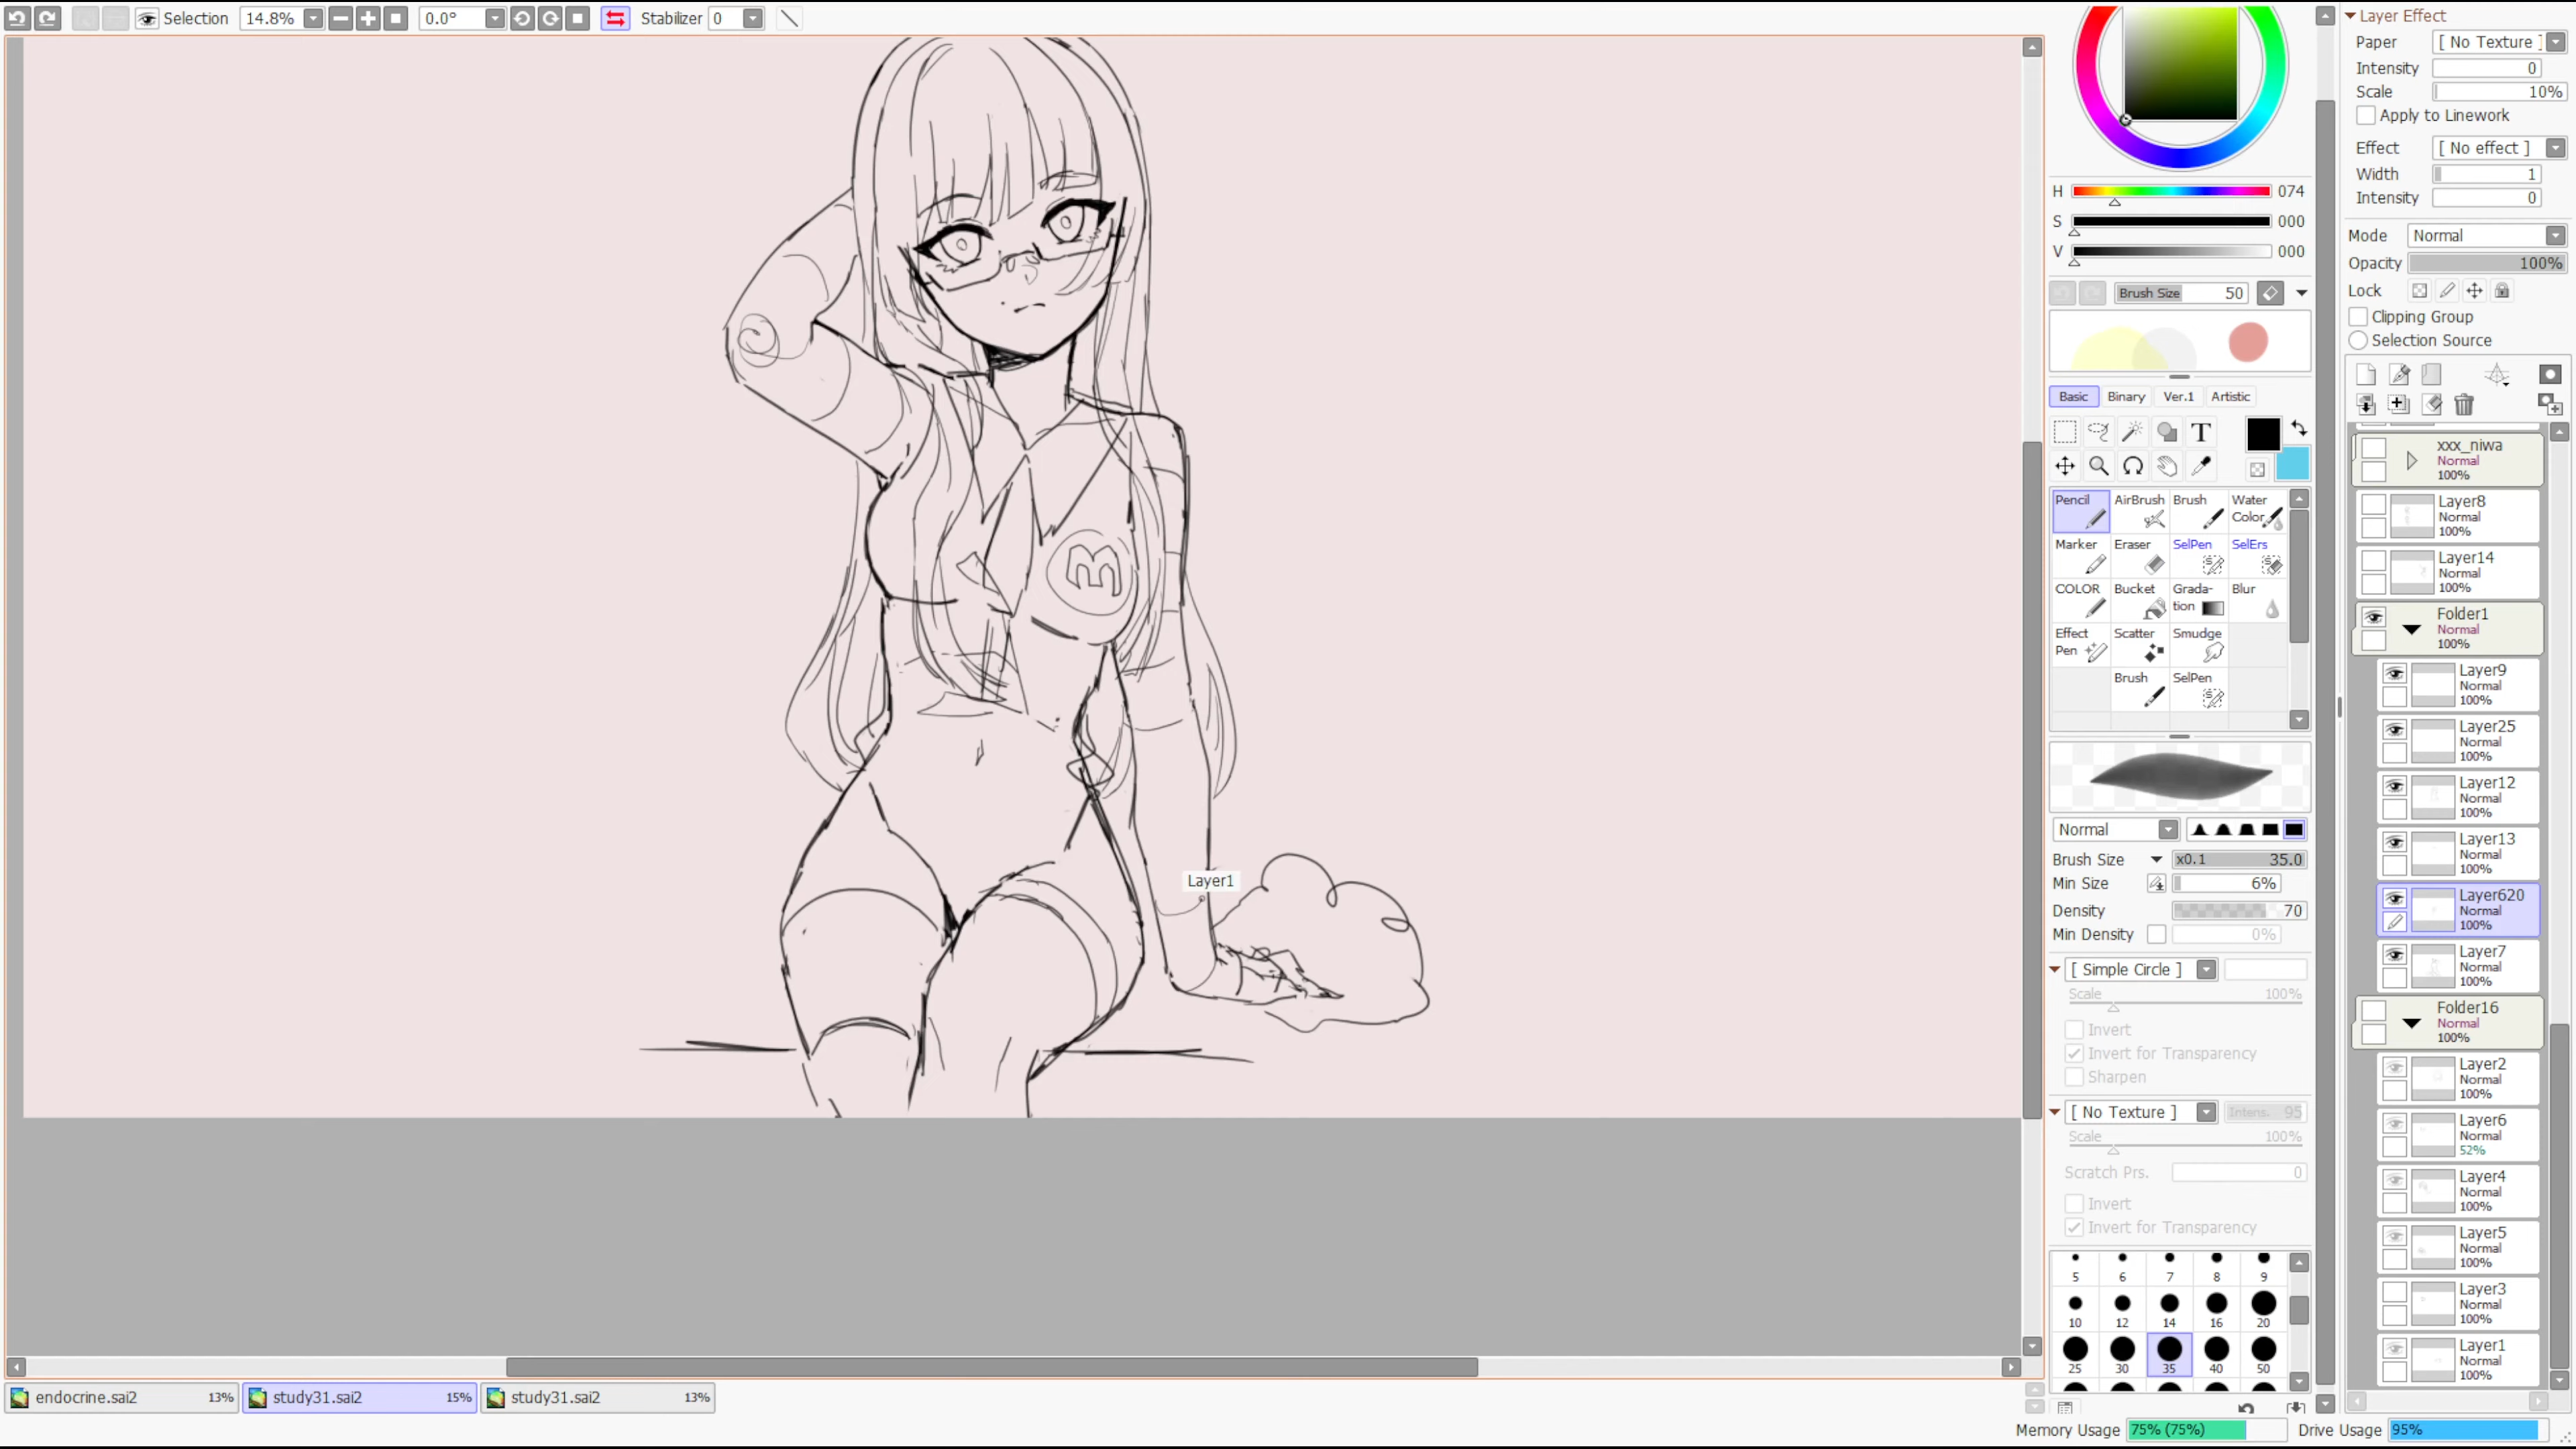 Selection 14.8% 0.0° Stabilizer 0
Layer Effect
Paper [ No Texture ]
Intensity 0
Scale 10%
Apply to Linework
Effect [ No effect ]
Width 1
Intensity 0
Mode Normal
Opacity 100%
Lock
Clipping Group
Selection Source
H 074
S 000
V 000
Brush Size 50
Basic Binary Ver.1 Artistic
T
Pencil AirBrush Brush Water Color
Marker Eraser SelPen SelErs
COLOR Bucket Grada-tion Blur
Effect Pen Scatter Smudge
Brush SelPen
Normal
Brush Size x0.1 35.0
Min Size 6%
Density 70
Min Density 0%
[ Simple Circle ]
Scale 100%
Invert
Invert for Transparency
Sharpen
[ No Texture ] Intens. 95
Scale 100%
Scratch Prs. 0
Invert
Invert for Transparency
5 6 7 8 9
10 12 14 16 20
25 30 35 40 50
xxx_niwa
Normal
100%
Layer8
Normal
100%
Layer14
Normal
100%
Folder1
Normal
100%
Layer9
Normal
100%
Layer25
Normal
100%
Layer12
Normal
100%
Layer13
Normal
100%
Layer620
Normal
100%
Layer7
Normal
100%
Folder16
Normal
100%
Layer2
Normal
100%
Layer6
Normal
52%
Layer4
Normal
100%
Layer5
Normal
100%
Layer3
Normal
100%
Layer1
Normal
100%
Layer1
endocrine.sai2 13% study31.sai2 15% study31.sai2 13%
Memory Usage 75% (75%) Drive Usage 95%